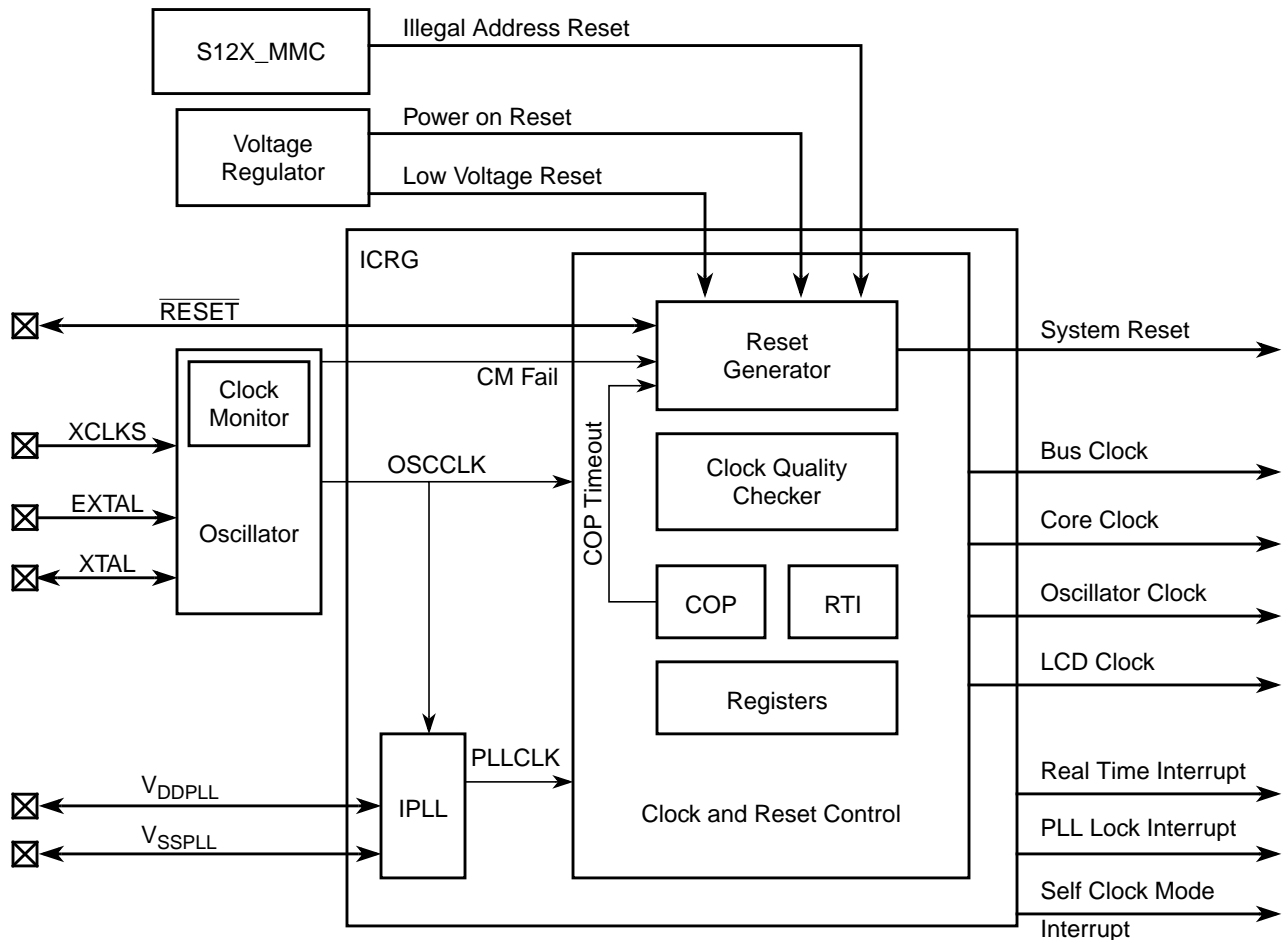 Illegal Address Reset
S12X_MMC
Power on Reset
Voltage
Regulator
Low Voltage Reset
ICRG
RESET
Reset
Generator
System Reset
CM Fail
Clock
Monitor
XCLKS
OSCCLK
COP Timeout
Clock Quality
Checker
Bus Clock
EXTAL
Oscillator
Core Clock
XTAL
COP
RTI
Oscillator Clock
LCD Clock
Registers
PLLCLK
Real Time Interrupt
VDDPLL
IPLL
Clock and Reset Control
PLL Lock Interrupt
VSSPLL
Self Clock Mode
Interrupt